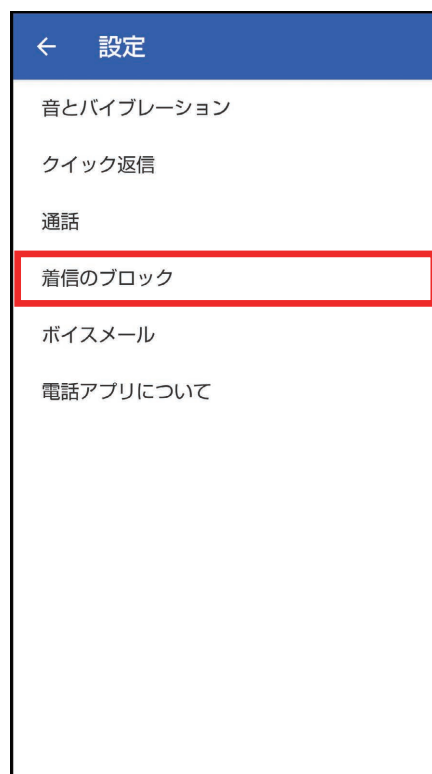 設定
音とバイブレーション
クイック返信
通話
着信のブロック
ボイスメール
電話アプリについて